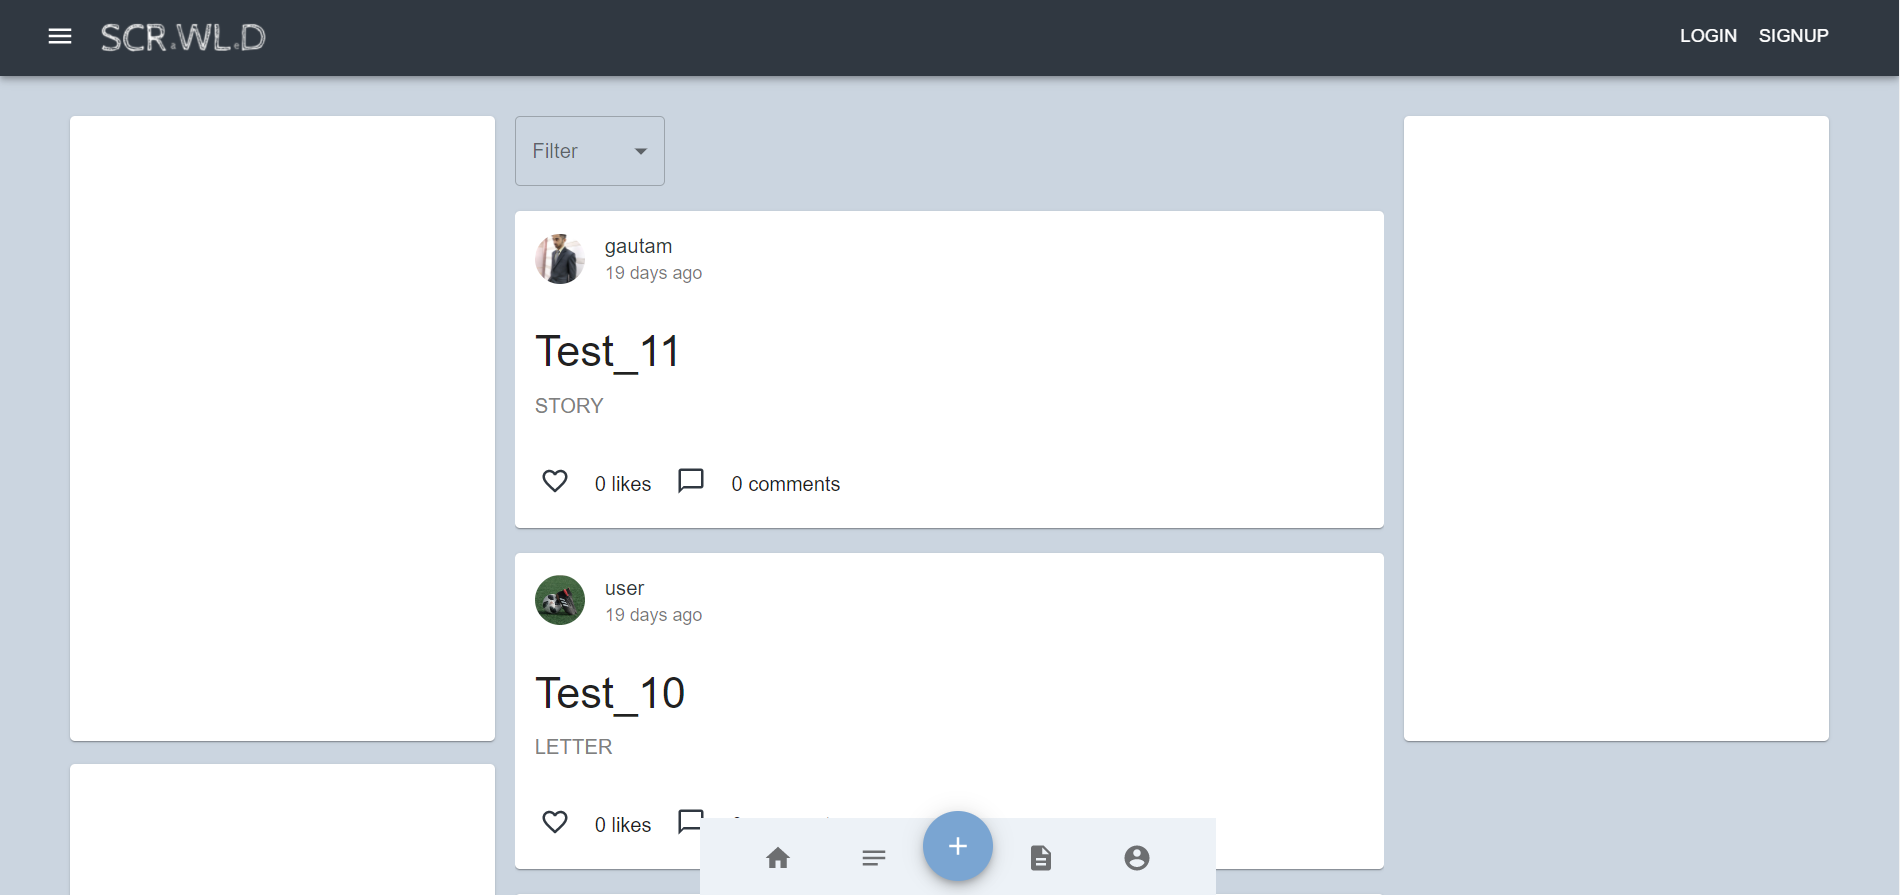 SCR.WL.D
LOGIN SIGNUP
Filter
gautam
19 days ago
Test_11
STORY
0 likes 0 comments
user
19 days ago
Test_10
LETTER
0 likes